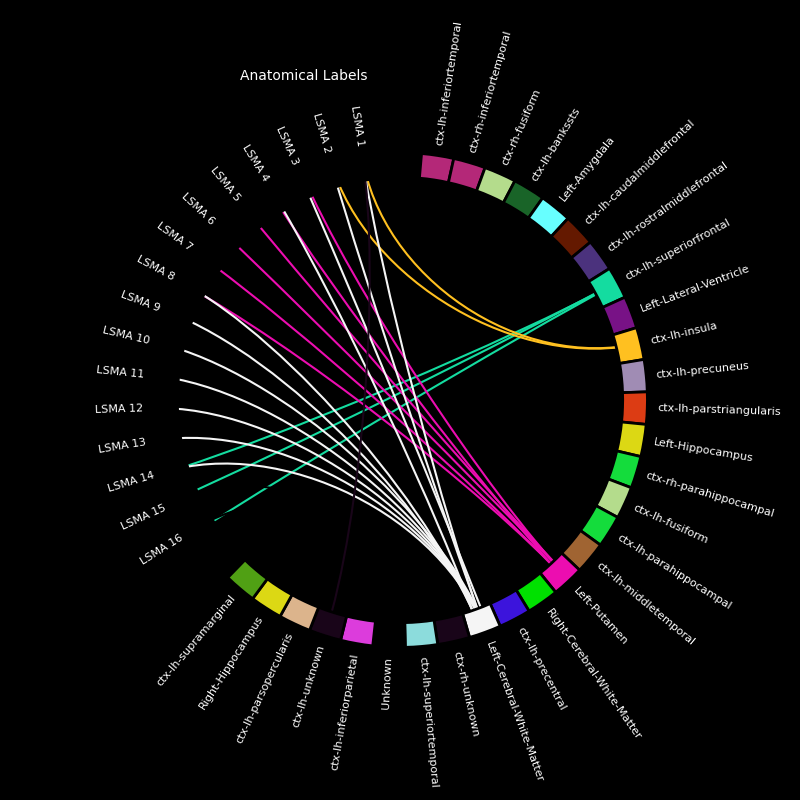 Anatomical Labels
LSMA 1
LSMA 2
LSMA 3
LSMA 4
LSMA 5
LSMA 6
LSMA 7
LSMA 8
LSMA 9
LSMA 10
LSMA 11
LSMA 12
LSMA 13
LSMA 14
LSMA 15
LSMA 16
ctx-lh-inferiortemporal
ctx-rh-inferiortemporal
ctx-rh-fusiform
ctx-lh-bankssts
Left-Amygdala
ctx-lh-caudalmiddlefrontal
ctx-lh-rostralmiddlefrontal
ctx-lh-superiorfrontal
Left-Lateral-Ventricle
ctx-lh-insula
ctx-lh-precuneus
ctx-lh-parstriangularis
Left-Hippocampus
ctx-rh-parahippocampal
ctx-lh-fusiform
ctx-lh-parahippocampal
ctx-lh-middletemporal
Left-Putamen
Right-Cerebral-White-Matter
ctx-lh-precentral
Left-Cerebral-White-Matter
ctx-rh-unknown
ctx-lh-superiortemporal
Unknown
ctx-lh-inferiorparietal
ctx-lh-unknown
ctx-lh-parsopercularis
Right-Hippocampus
ctx-lh-supramarginal